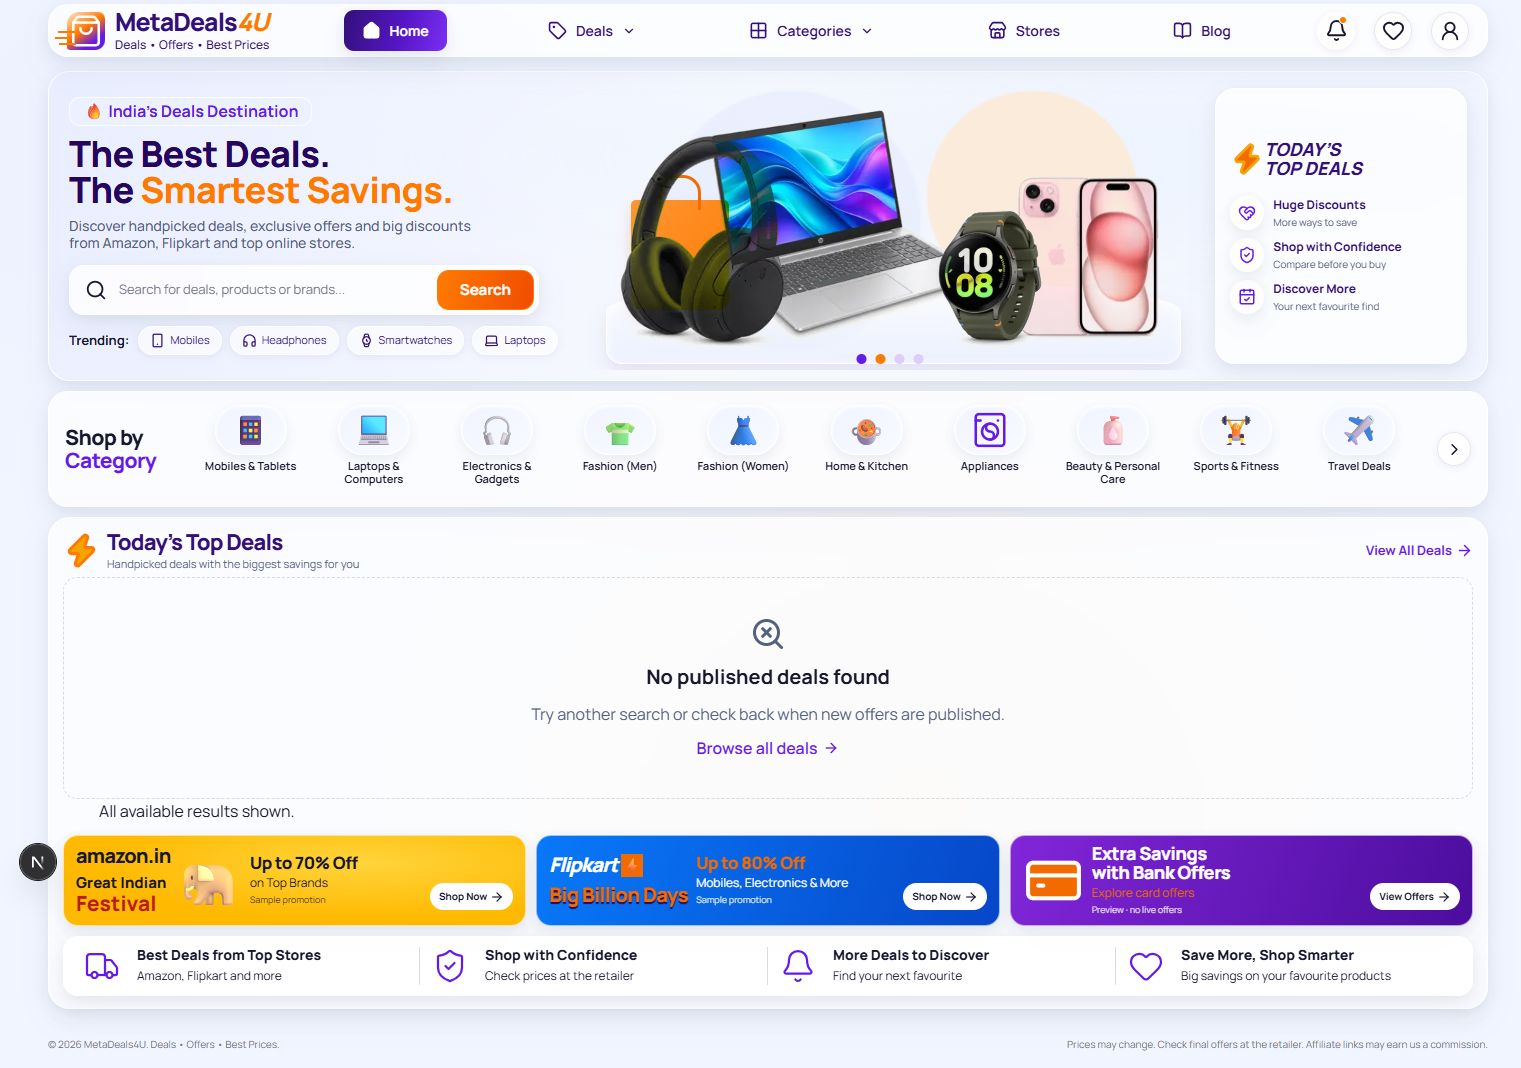 MetaDeals4U
Deals • Offers • Best Prices
Home
Deals
Categories
Stores
Blog
India's Deals Destination
The Best Deals.
The Smartest Savings.
Discover handpicked deals, exclusive offers and big discounts
from Amazon, Flipkart and top online stores.
Search for deals, products or brands...
Search
Trending:
Mobiles
Headphones
Smartwatches
Laptops
hp
10
08
TODAY'S
TOP DEALS
Huge Discounts
More ways to save
Shop with Confidence
Compare before you buy
Discover More
Your next favourite find
Shop by
Category
Mobiles & Tablets
Laptops &
Computers
Electronics &
Gadgets
Fashion (Men)
Fashion (Women)
Home & Kitchen
Appliances
Beauty & Personal
Care
Sports & Fitness
Travel Deals
Today's Top Deals
Handpicked deals with the biggest savings for you
View All Deals
No published deals found
Try another search or check back when new offers are published.
Browse all deals
All available results shown.
N
amazon.in
Great Indian
Festival
Up to 70% Off
on Top Brands
Sample promotion
Shop Now
Flipkart
Big Billion Days
Up to 80% Off
Mobiles, Electronics & More
Sample promotion
Shop Now
Extra Savings
with Bank Offers
Explore card offers
Preview · no live offers
View Offers
Best Deals from Top Stores
Amazon, Flipkart and more
Shop with Confidence
Check prices at the retailer
More Deals to Discover
Find your next favourite
Save More, Shop Smarter
Big savings on your favourite products
© 2026 MetaDeals4U. Deals • Offers • Best Prices.
Prices may change. Check final offers at the retailer. Affiliate links may earn us a commission.